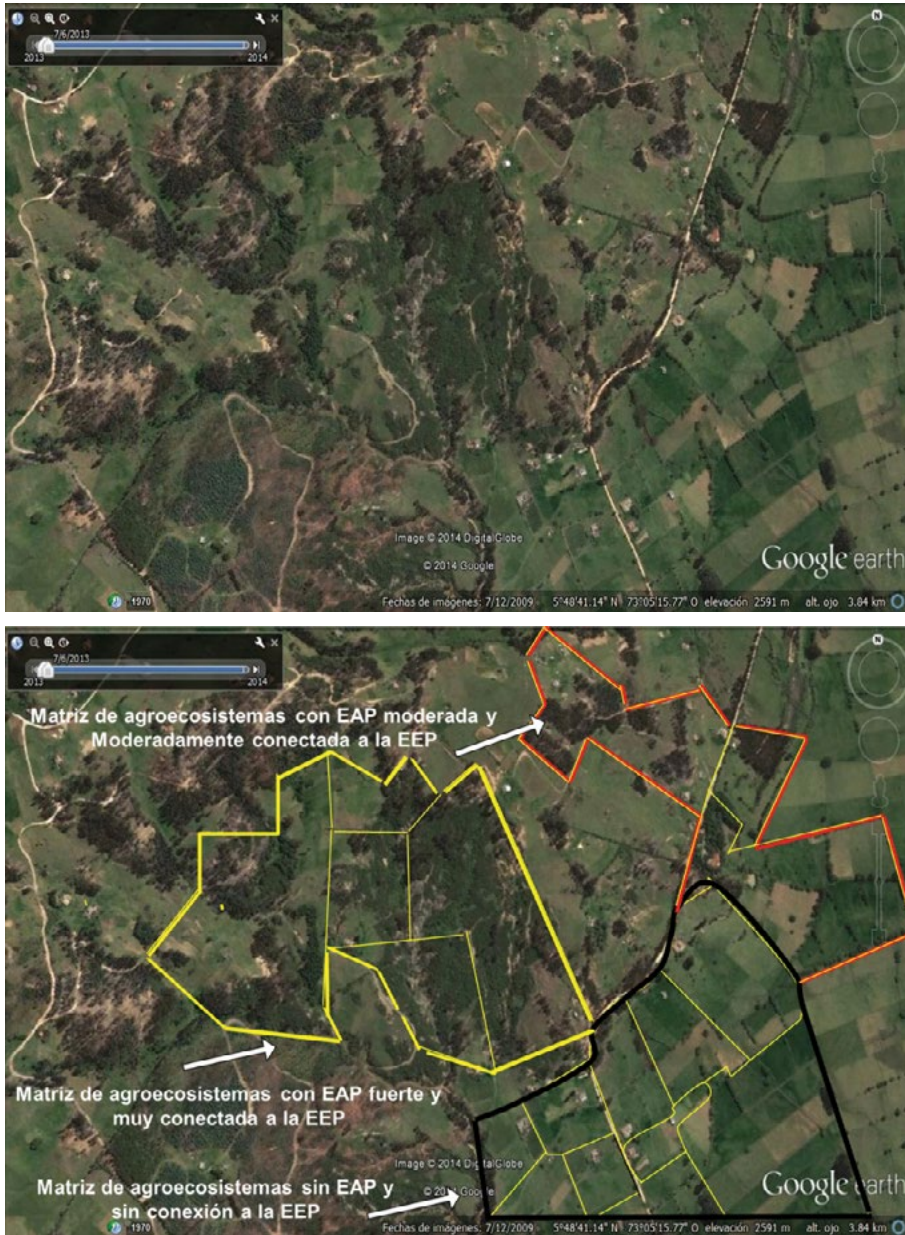 7/6/2013
2013
2014
Image © 2014 DigitalGlobe
© 2014 Google
Google earth
1970
Fechas de imágenes: 7/12/2009 5°48'41.14" N 73°05'15.77" O elevación 2591 m alt. ojo 3.84 km
N
7/6/2013
2013
2014
N
Matriz de agroecosistemas con EAP moderada y
Moderadamente conectada a la EEP
Matriz de agroecosistemas con EAP fuerte y
muy conectada a la EEP
Image © 2014 DigitalGlobe
Matriz de agroecosistemas sin EAP y
© 2014 Google
sin conexión a la EEP
Google earth
1970
Fechas de imágenes: 7/12/2009 5°48'41.14" N 73°05'15.77" O elevación 2591 m alt. ojo 3.84 km